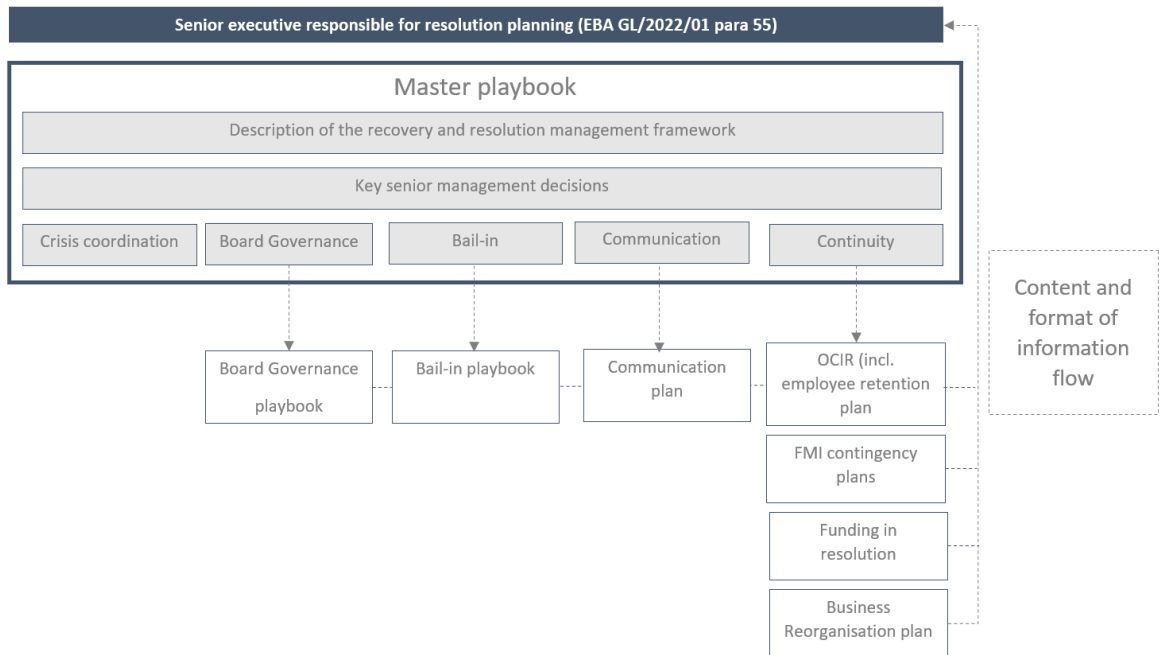 Senior executive responsible for resolution planning (EBA GL/2022/01 para 55)
Master playbook
Description of the recovery and resolution management framework
Key senior management decisions
Crisis coordination
Board Governance
Bail-in
Communication
Continuity
Board Governance
playbook
Bail-in playbook
Communication
plan
OCIR (incl.
employee retention
plan
FMI contingency
plans
Funding in
resolution
Business
Reorganisation plan
Content and
format of
information
flow